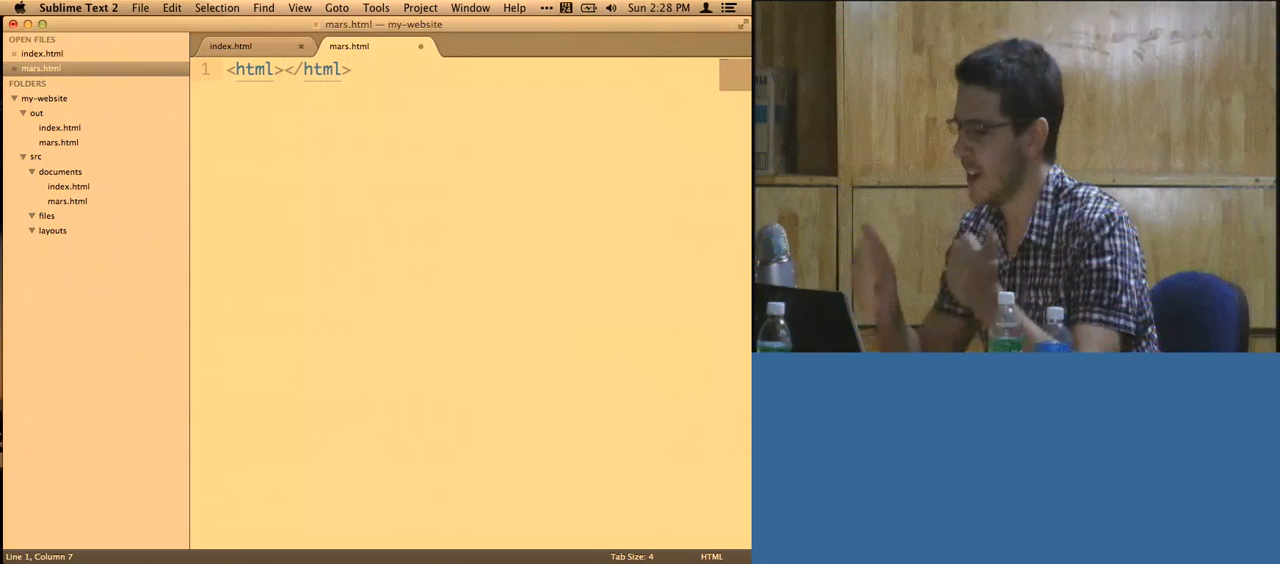 Sublime Text 2 File Edit Selection Find View Goto Tools Project Window Help Sun 2:28 PM
mars.html — my-website
OPEN FILES
index.html
mars.html
FOLDERS
my-website
out
index.html
mars.html
src
documents
index.html
mars.html
files
layouts
index.html mars.html
1 <html></html>
Line 1, Column 7 Tab Size: 4 HTML